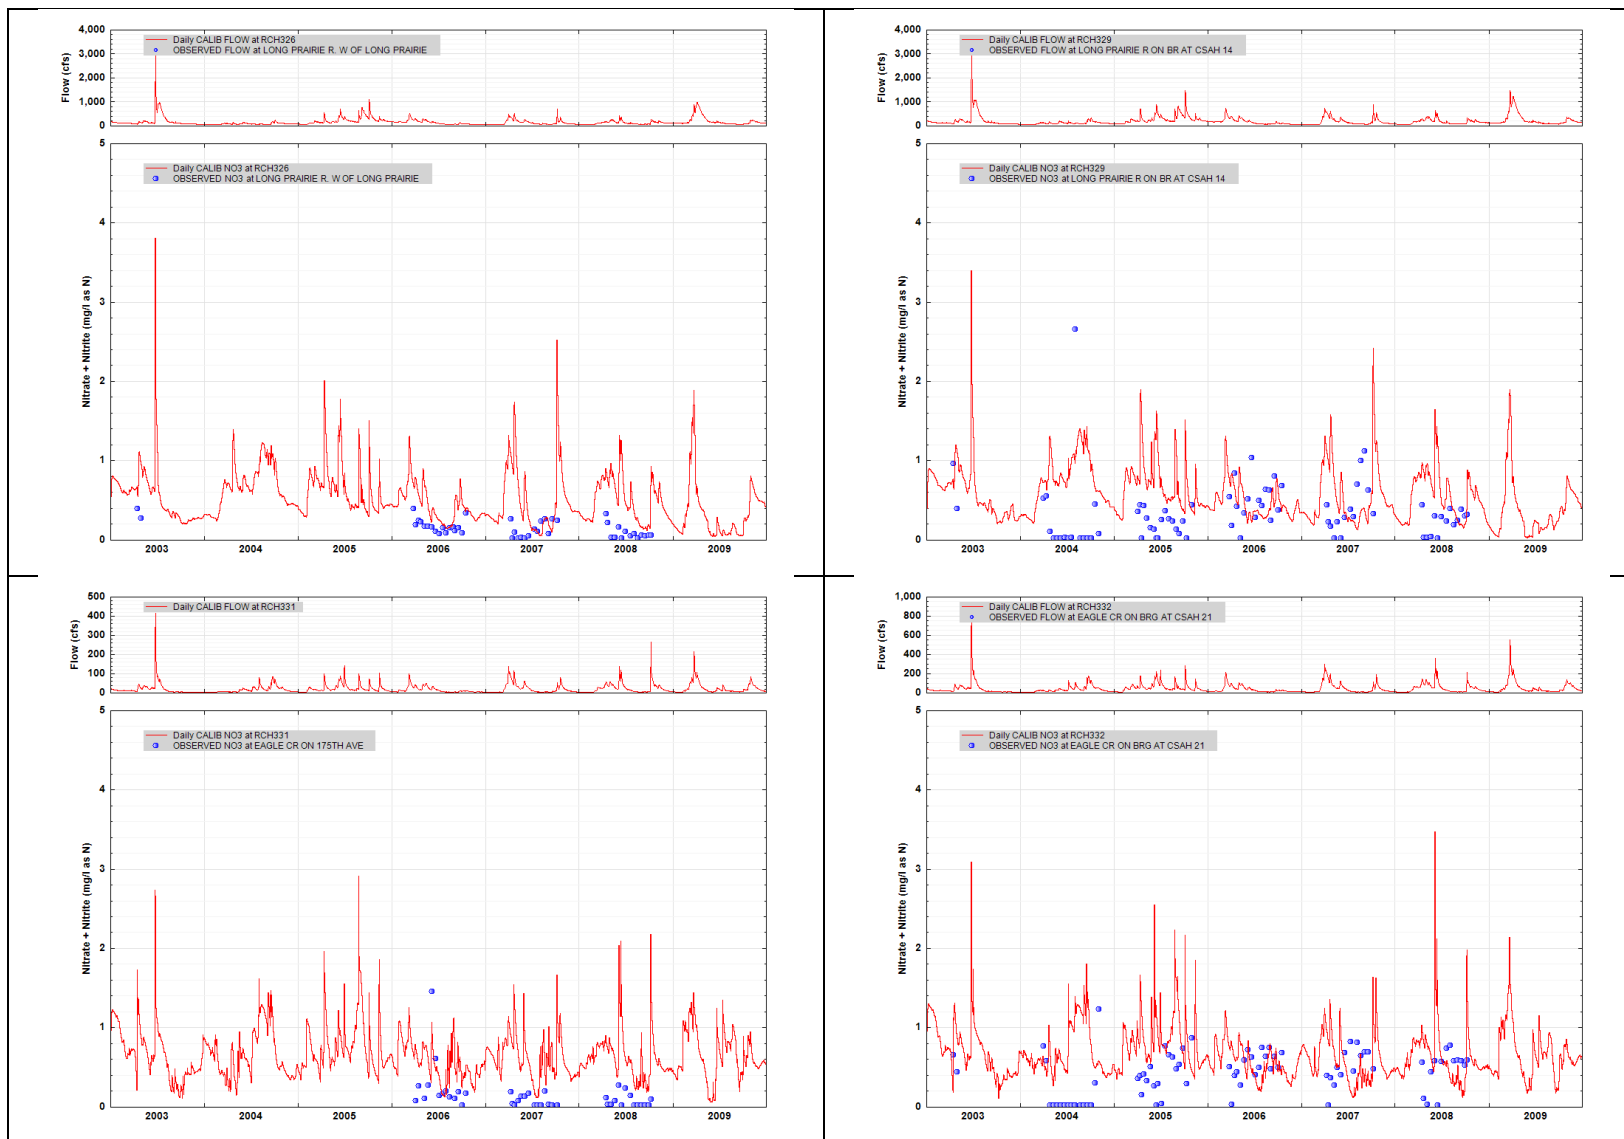 4,000
3,000
2,000
1,000
0
Flow (cfs)
Daily CALIB FLOW at RCH326
OBSERVED FLOW at LONG PRAIRIE R. W OF LONG PRAIRIE
5
4
3
2
1
0
Nitrate + Nitrite (mg/l as N)
Daily CALIB NO3 at RCH326
OBSERVED NO3 at LONG PRAIRIE R. W OF LONG PRAIRIE
2003 2004 2005 2006 2007 2008 2009
4,000
3,000
2,000
1,000
0
Flow (cfs)
Daily CALIB FLOW at RCH329
OBSERVED FLOW at LONG PRAIRIE R ON BR AT CSAH 14
5
4
3
2
1
0
Nitrate + Nitrite (mg/l as N)
Daily CALIB NO3 at RCH329
OBSERVED NO3 at LONG PRAIRIE R ON BR AT CSAH 14
2003 2004 2005 2006 2007 2008 2009
500
400
300
200
100
0
Flow (cfs)
Daily CALIB FLOW at RCH331
5
4
3
2
1
0
Nitrate + Nitrite (mg/l as N)
Daily CALIB NO3 at RCH331
OBSERVED NO3 at EAGLE CR ON 175TH AVE
2003 2004 2005 2006 2007 2008 2009
1,000
800
600
400
200
0
Flow (cfs)
Daily CALIB FLOW at RCH332
OBSERVED FLOW at EAGLE CR ON BRG AT CSAH 21
5
4
3
2
1
0
Nitrate + Nitrite (mg/l as N)
Daily CALIB NO3 at RCH332
OBSERVED NO3 at EAGLE CR ON BRG AT CSAH 21
2003 2004 2005 2006 2007 2008 2009